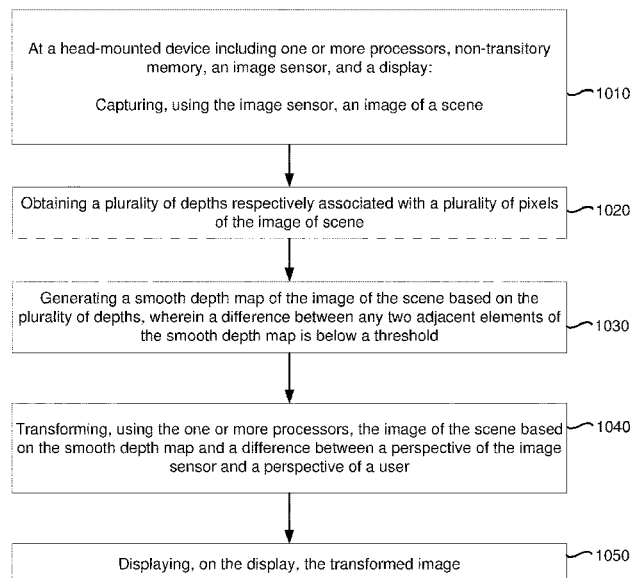 At a head-mounted device including one or more processors, non-transitory
memory, an image sensor, and a display:
Capturing, using the image sensor, an image of a scene
1010
Obtaining a plurality of depths respectively associated with a plurality of pixels
of the image of scene
1020
Generating a smooth depth map of the image of the scene based on the
plurality of depths, wherein a difference between any two adjacent elements of
the smooth depth map is below a threshold
1030
Transforming, using the one or more processors, the image of the scene based
on the smooth depth map and a difference between a perspective of the image
sensor and a perspective of a user
1040
Displaying, on the display, the transformed image
1050